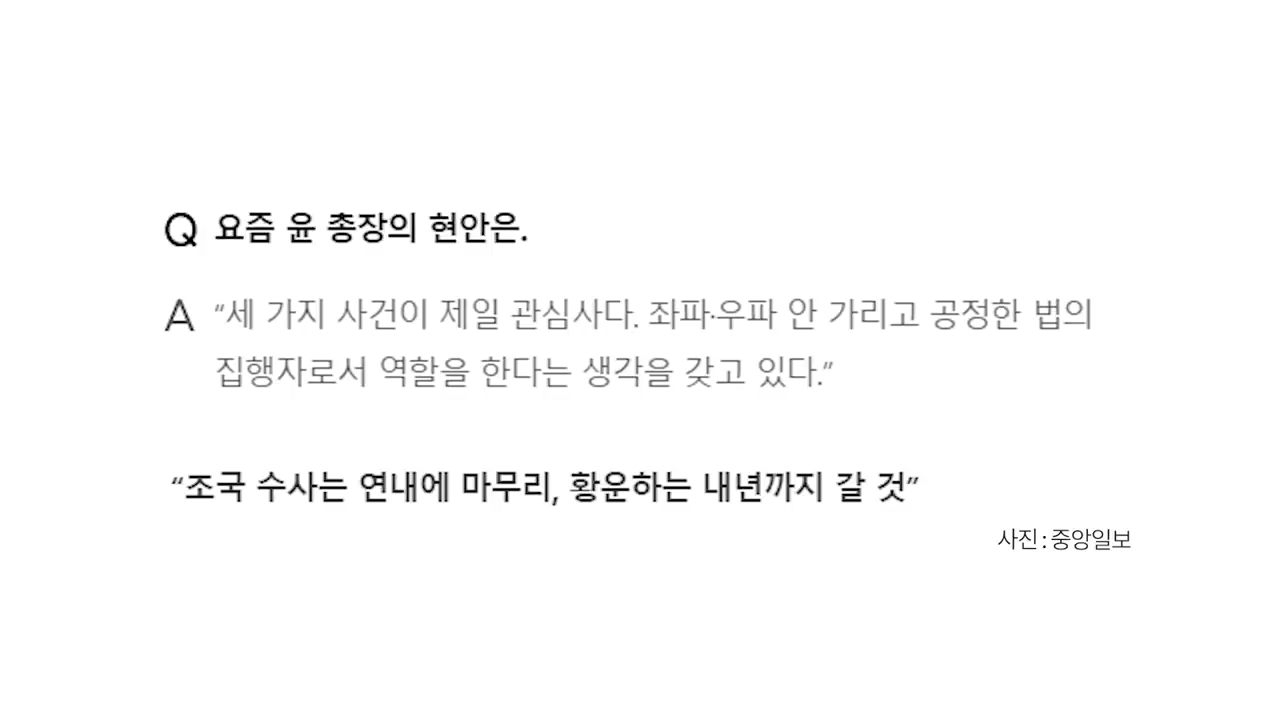 Q 요즘 윤 총장의 현안은.
A “세 가지 사건이 제일 관심사다. 좌파·우파 안 가리고 공정한 법의
집행자로서 역할을 한다는 생각을 갖고 있다.”
“조국 수사는 연내에 마무리, 황운하는 내년까지 갈 것”
사진 : 중앙일보